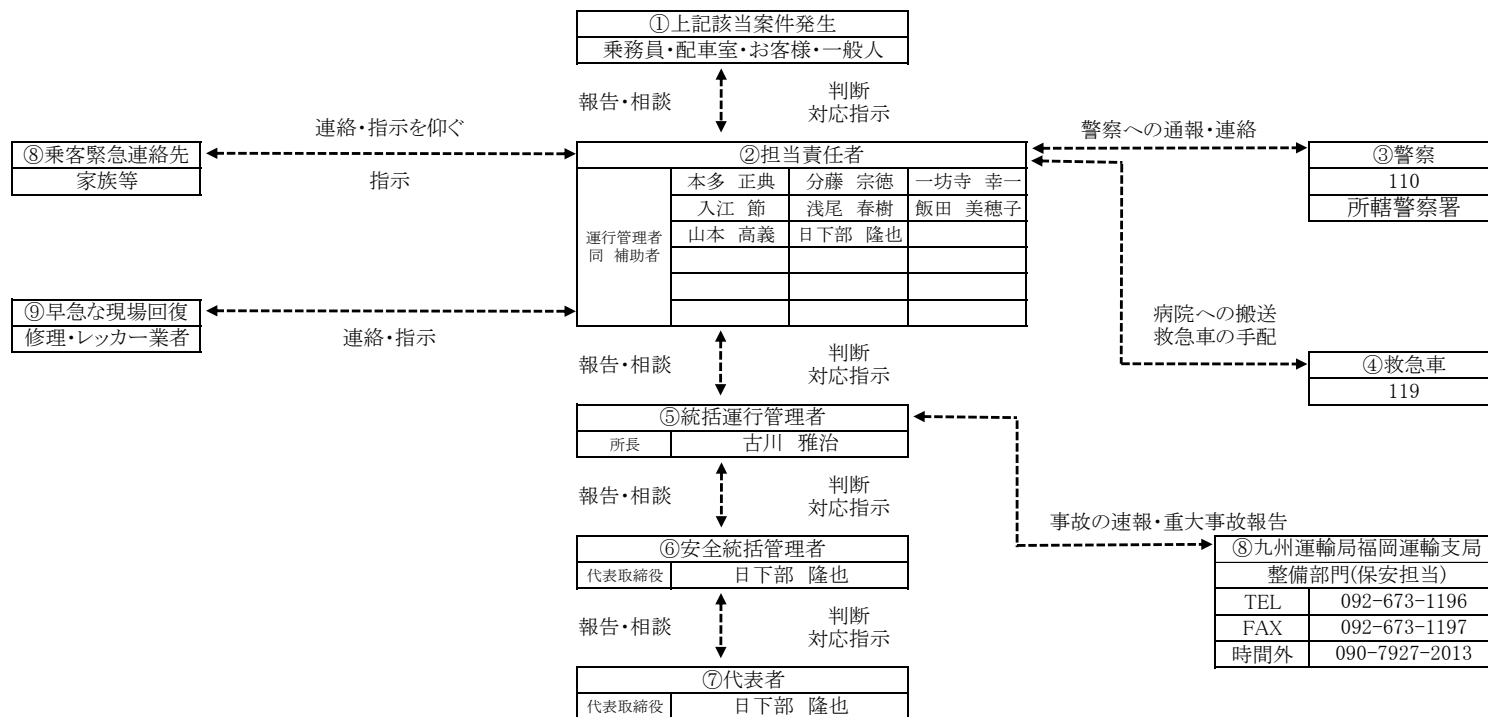 ①上記該当案件発生
乗務員・配車室・お客様・一般人
報告・相談
判断
対応指示
連絡・指示を仰ぐ
警察への通報・連絡
⑧乗客緊急連絡先
家族等
指示
②担当責任者
運行管理者
同 補助者
本多 正典 分藤 宗徳 一坊寺 幸一
入江 節 浅尾 春樹 飯田 美穂子
山本 高義 日下部 隆也
③警察
110
所轄警察署
⑨早急な現場回復
修理・レッカー業者
連絡・指示
病院への搬送
救急車の手配
④救急車
119
報告・相談
判断
対応指示
⑤統括運行管理者
所長 古川 雅治
報告・相談
判断
対応指示
事故の速報・重大事故報告
⑥安全統括管理者
代表取締役 日下部 隆也
⑧九州運輸局福岡運輸支局
整備部門(保安担当)
TEL 092-673-1196
FAX 092-673-1197
時間外 090-7927-2013
報告・相談
判断
対応指示
⑦代表者
代表取締役 日下部 隆也